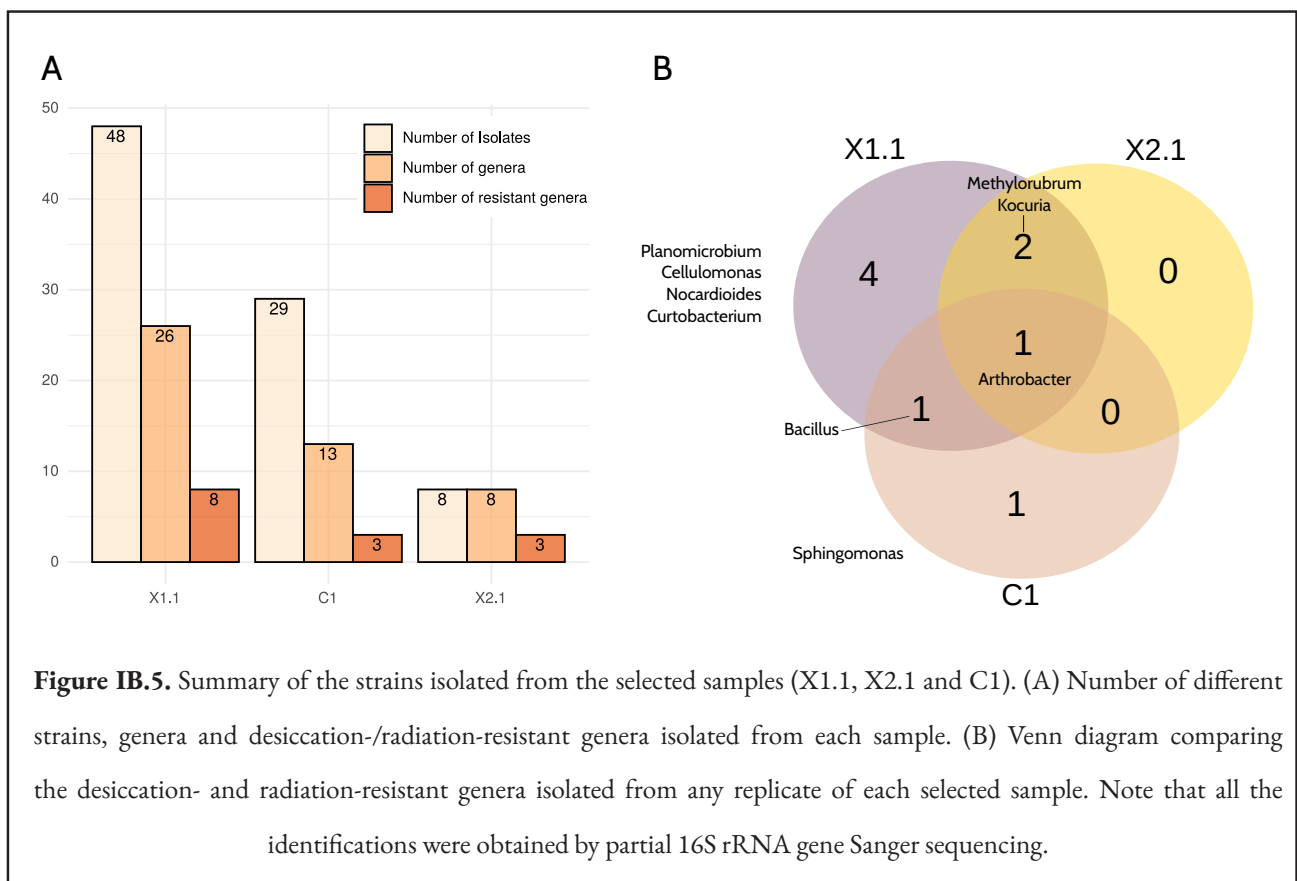 A
50
40
30
20
10
0
48
26
8
29
13
3
8
8
3
X1.1
C1
X2.1
Number of Isolates
Number of genera
Number of resistant genera
B
X1.1
X2.1
Methylorubrum
Kocuria
2
4
0
Planomicrobium
Cellulomonas
Nocardioides
Curtobacterium
1
Arthrobacter
1
0
Bacillus
1
Sphingomonas
C1
Figure IB.5. Summary of the strains isolated from the selected samples (X1.1, X2.1 and C1). (A) Number of different
strains, genera and desiccation-/radiation-resistant genera isolated from each sample. (B) Venn diagram comparing
the desiccation- and radiation-resistant genera isolated from any replicate of each selected sample. Note that all the
identifications were obtained by partial 16S rRNA gene Sanger sequencing.